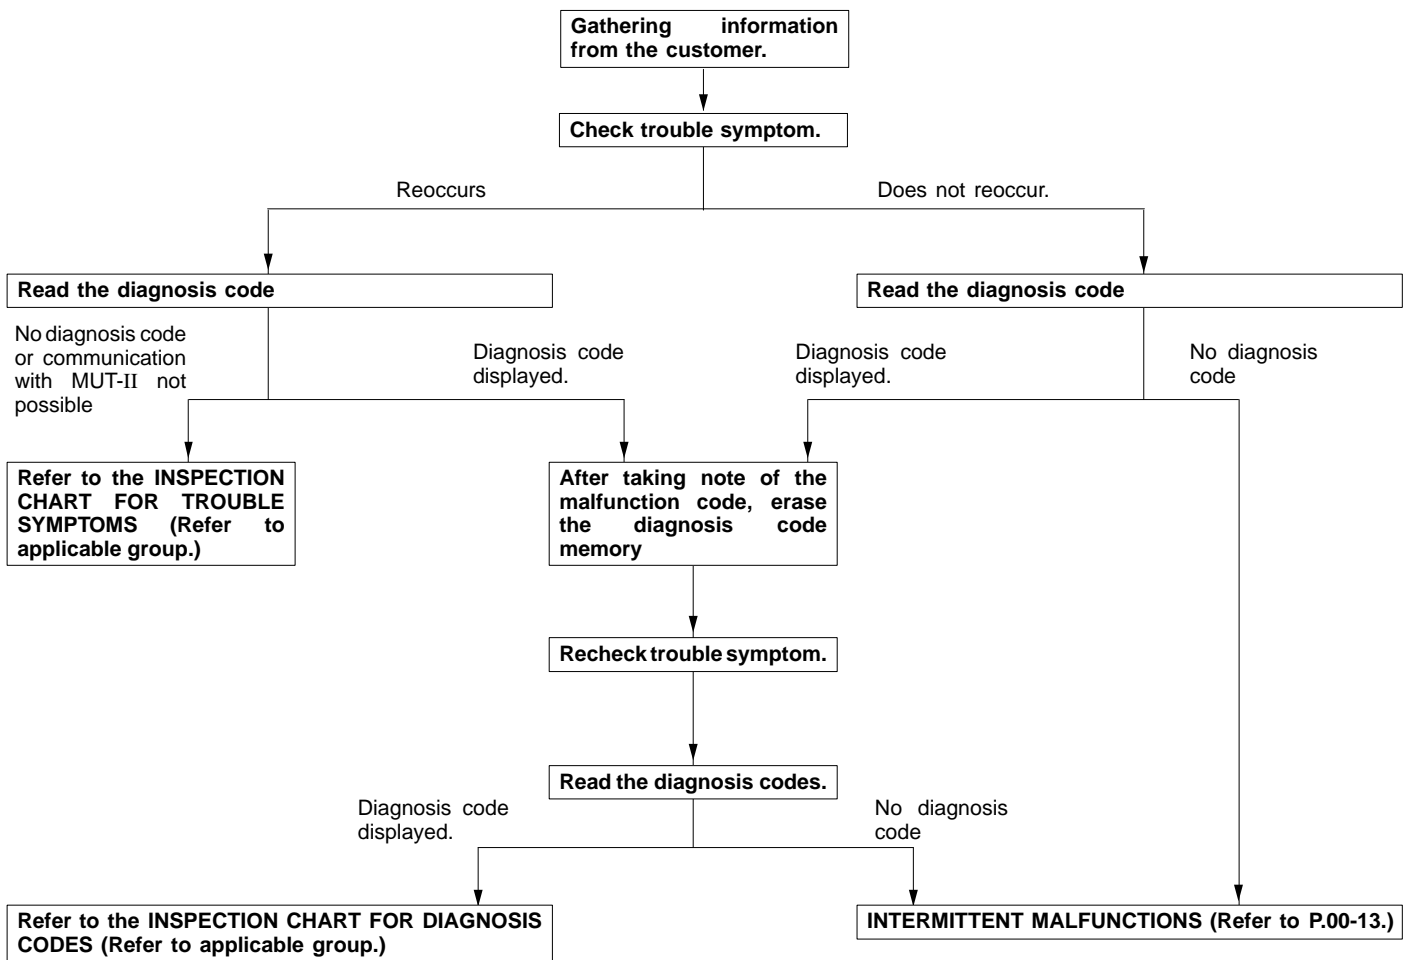 Gathering information
from the customer.
Check trouble symptom.
Reoccurs
Does not reoccur.
Read the diagnosis code
Read the diagnosis code
No diagnosis code
or communication
with MUT-II not
possible
Diagnosis code
displayed.
Diagnosis code
displayed.
No diagnosis
code
Refer to the INSPECTION
CHART FOR TROUBLE
SYMPTOMS (Refer to
applicable group.)
After taking note of the
malfunction code, erase
the diagnosis code
memory
Recheck trouble symptom.
Read the diagnosis codes.
Diagnosis code
displayed.
No diagnosis
code
Refer to the INSPECTION CHART FOR DIAGNOSIS
CODES (Refer to applicable group.)
INTERMITTENT MALFUNCTIONS (Refer to P.00-13.)